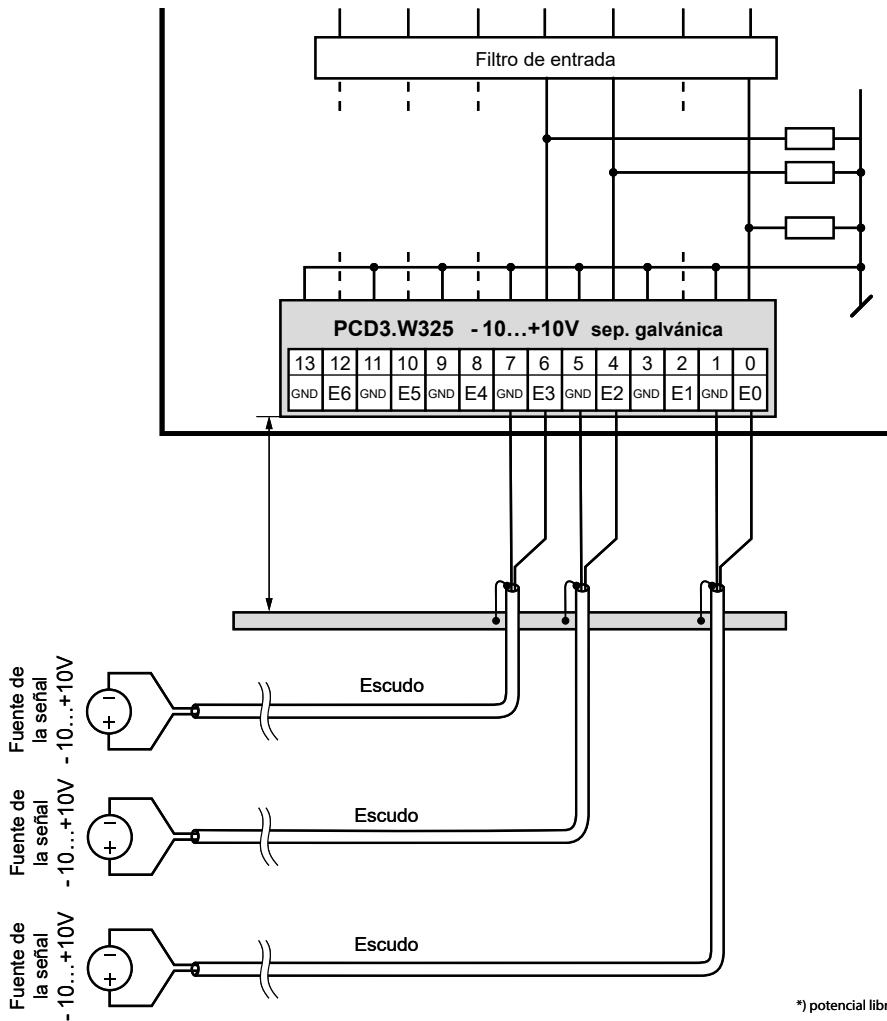 Filtro de entrada
PCD3.W325 - 10…+10V sep. galvánica
13 12 11 10 9 8 7 6 5 4 3 2 1 0
GND E6 GND E5 GND E4 GND E3 GND E2 GND E1 GND E0
Fuente de
la señal
- 10…+10V
Escudo
Fuente de
la señal
- 10…+10V
Escudo
Fuente de
la señal
- 10…+10V
Escudo
*) potencial